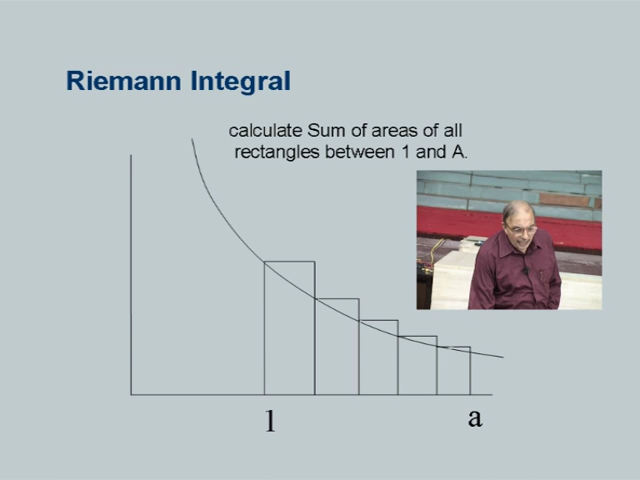 Riemann Integral
calculate Sum of areas of all
rectangles between 1 and A.
1
a